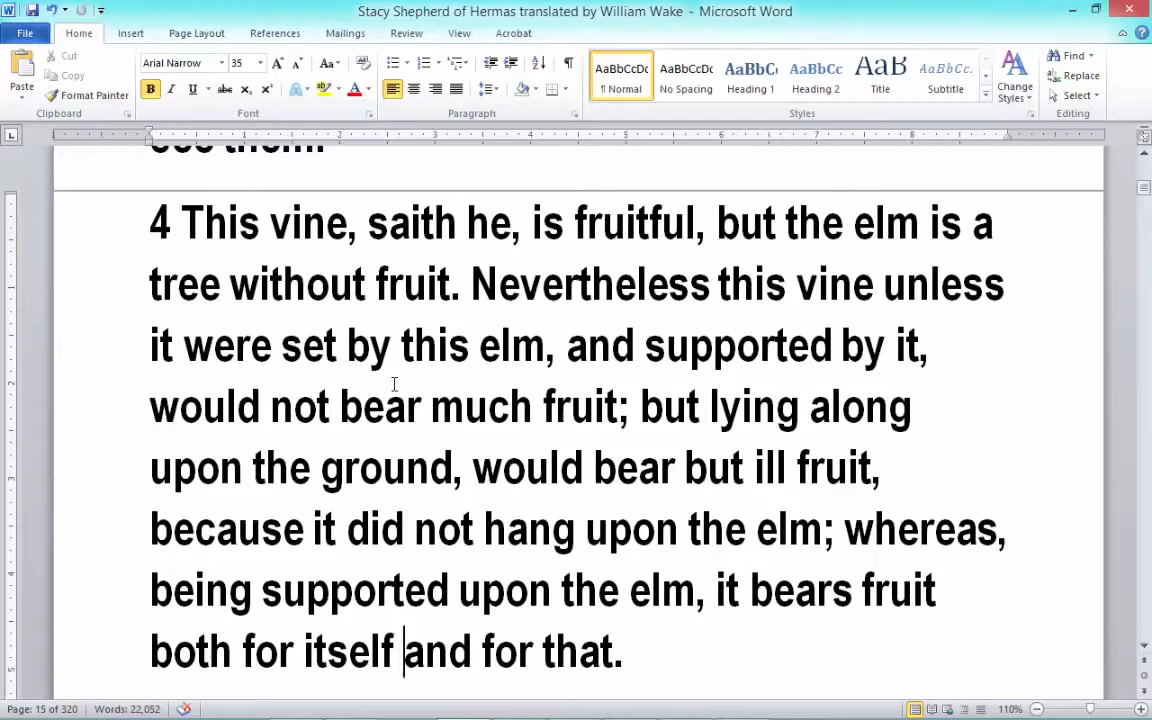 Stacy Shepherd of Hermas translated by William Wake - Microsoft Word
File Home Insert Page Layout References Mailings Review View Acrobat
Paste
Cut
Copy
Format Painter
Clipboard
Arial Narrow 35
Font
Paragraph
AaBbCcDc AaBbCcDc AaBbC AaBbCc AaB AaBbCc.
¶ Normal No Spacing Heading 1 Heading 2 Title Subtitle
Change Styles
Styles
Find
Replace
Select
Editing
see them.
4 This vine, saith he, is fruitful, but the elm is a
tree without fruit. Nevertheless this vine unless
it were set by this elm, and supported by it,
would not bear much fruit; but lying along
upon the ground, would bear but ill fruit,
because it did not hang upon the elm; whereas,
being supported upon the elm, it bears fruit
both for itself and for that.
Page: 15 of 320 Words: 22,052 110%